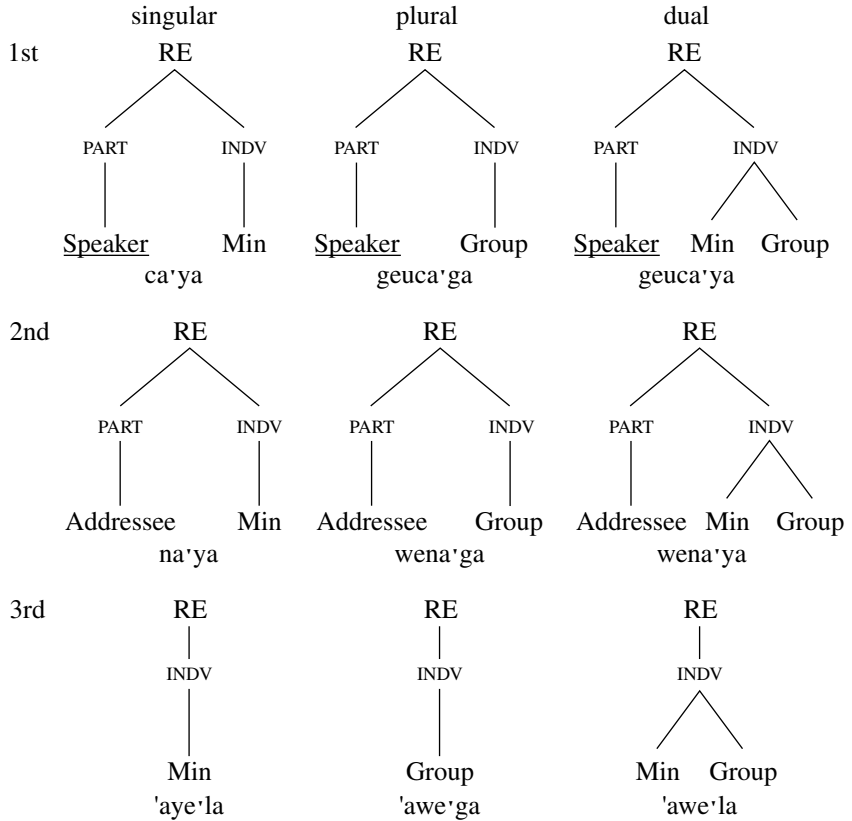 singular plural dual
1st RE RE RE
PART INDV PART INDV PART INDV
Speaker Min Speaker Group Speaker Min Group
ca'ya geuca'ga geuca'ya
2nd RE RE RE
PART INDV PART INDV PART INDV
Addressee Min Addressee Group Addressee Min Group
na'ya wena'ga wena'ya
3rd RE RE RE
INDV INDV INDV
Min Group Min Group
'aye'la 'awe'ga 'awe'la